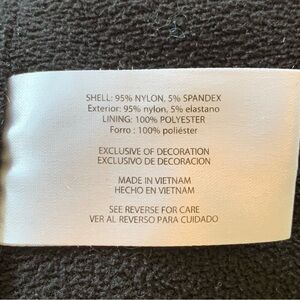 SHELL: 95% NYLON, 5% SPANDEX
Exterior: 95% nylon, 5% elastano
LINING: 100% POLYESTER
Forro : 100% poliéster
EXCLUSIVE OF DECORATION
EXCLUSIVO DE DECORACION
MADE IN VIETNAM
HECHO EN VIETNAM
SEE REVERSE FOR CARE
VER AL REVERSO PARA CUIDADO